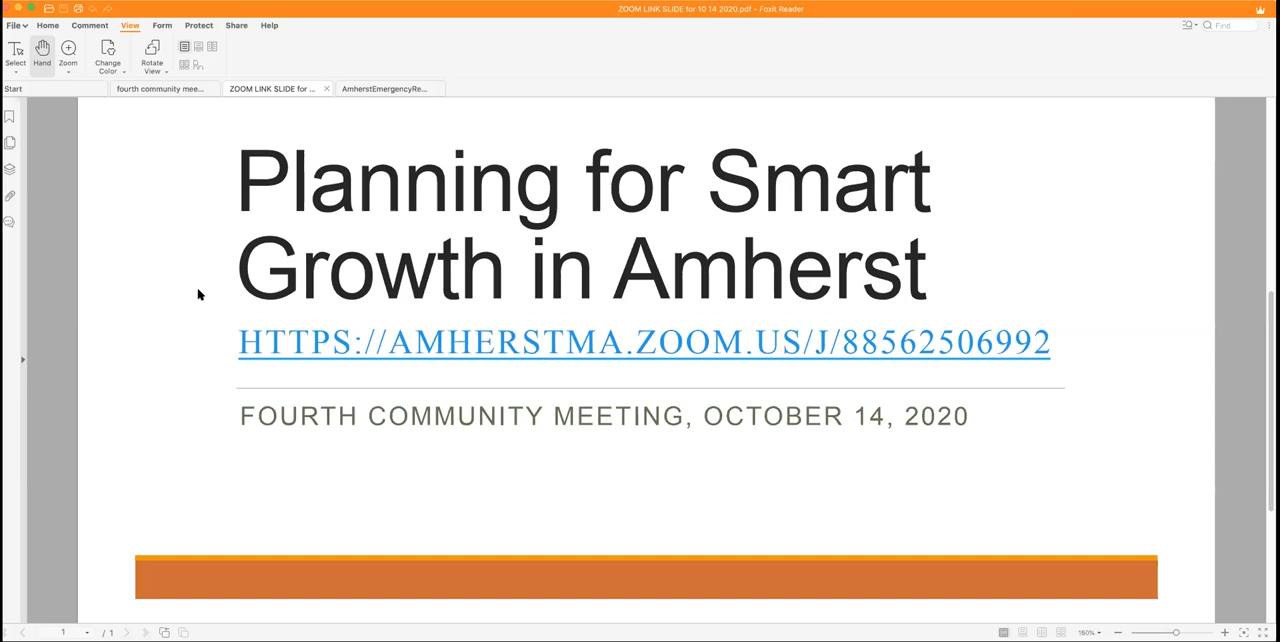 ZOOM LINK SLIDE for 10 14 2020.pdf - Foxit Reader
File Home Comment View Form Protect Share Help
Find
Select Hand Zoom Change Color Rotate View
Start fourth community mee... ZOOM LINK SLIDE for ... AmherstEmergencyRe...
Planning for Smart
Growth in Amherst
HTTPS://AMHERSTMA.ZOOM.US/J/88562506992
FOURTH COMMUNITY MEETING, OCTOBER 14, 2020
1 / 1 150%